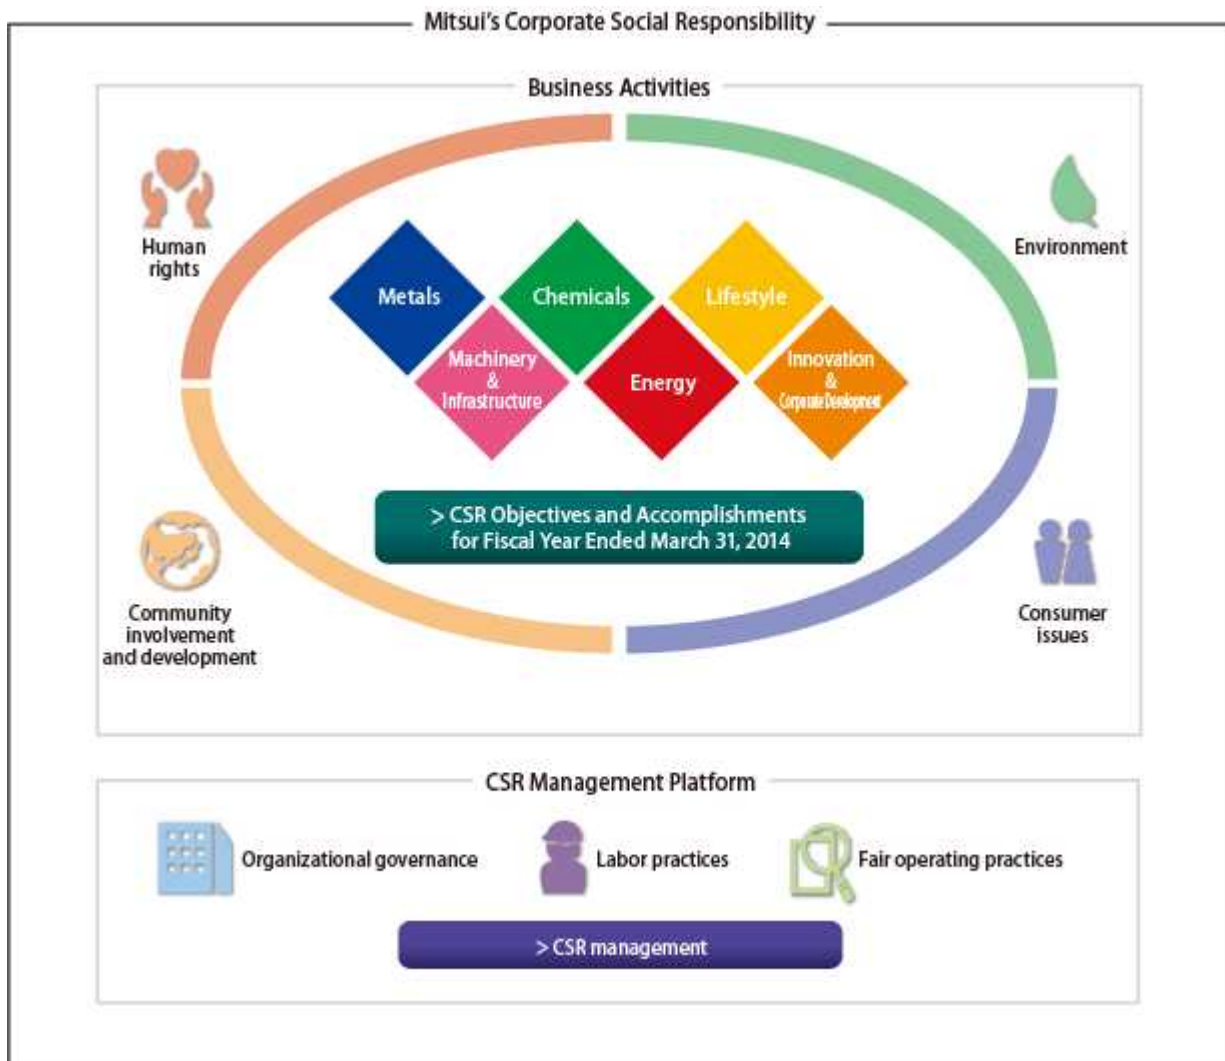 Mitsui's Corporate Social Responsibility
Business Activities
Human
rights
Environment
Metals
Chemicals
Lifestyle
Machinery
&
Infrastructure
Energy
Innovation
&
Corporate Development
> CSR Objectives and Accomplishments
for Fiscal Year Ended March 31, 2014
Community
involvement
and development
Consumer
issues
CSR Management Platform
Organizational governance
Labor practices
Fair operating practices
> CSR management